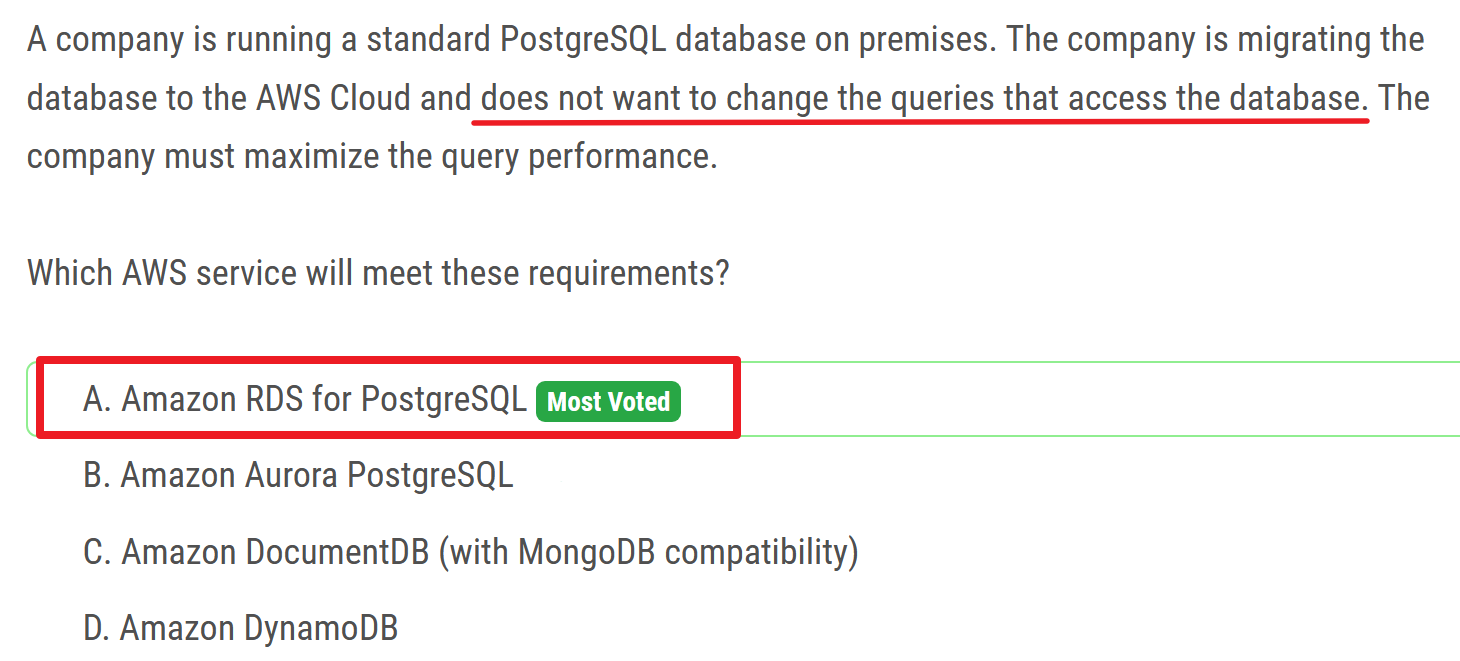 A company is running a standard PostgreSQL database on premises. The company is migrating the
database to the AWS Cloud and does not want to change the queries that access the database. The
company must maximize the query performance.
Which AWS service will meet these requirements?
A. Amazon RDS for PostgreSQL Most Voted
B. Amazon Aurora PostgreSQL
C. Amazon DocumentDB (with MongoDB compatibility)
D. Amazon DynamoDB